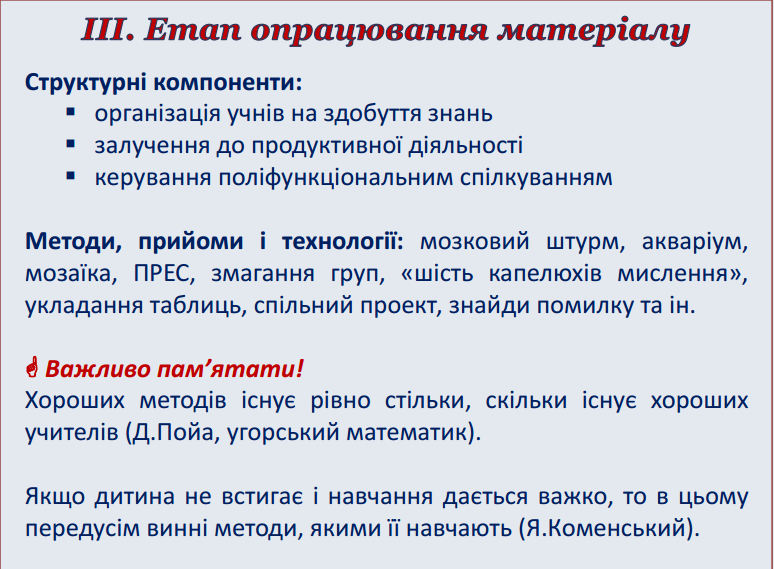 III. Етап опрацювання матеріалу
Структурні компоненти:
▪ організація учнів на здобуття знань
▪ залучення до продуктивної діяльності
▪ керування поліфункціональним спілкуванням
Методи, прийоми і технології: мозковий штурм, акваріум,
мозаїка, ПРЕС, змагання груп, «шість капелюхів мислення»,
укладання таблиць, спільний проект, знайди помилку та ін.
☝ Важливо пам’ятати!
Хороших методів існує рівно стільки, скільки існує хороших
учителів (Д.Пойа, угорський математик).
Якщо дитина не встигає і навчання дається важко, то в цьому
передусім винні методи, якими її навчають (Я.Коменський).